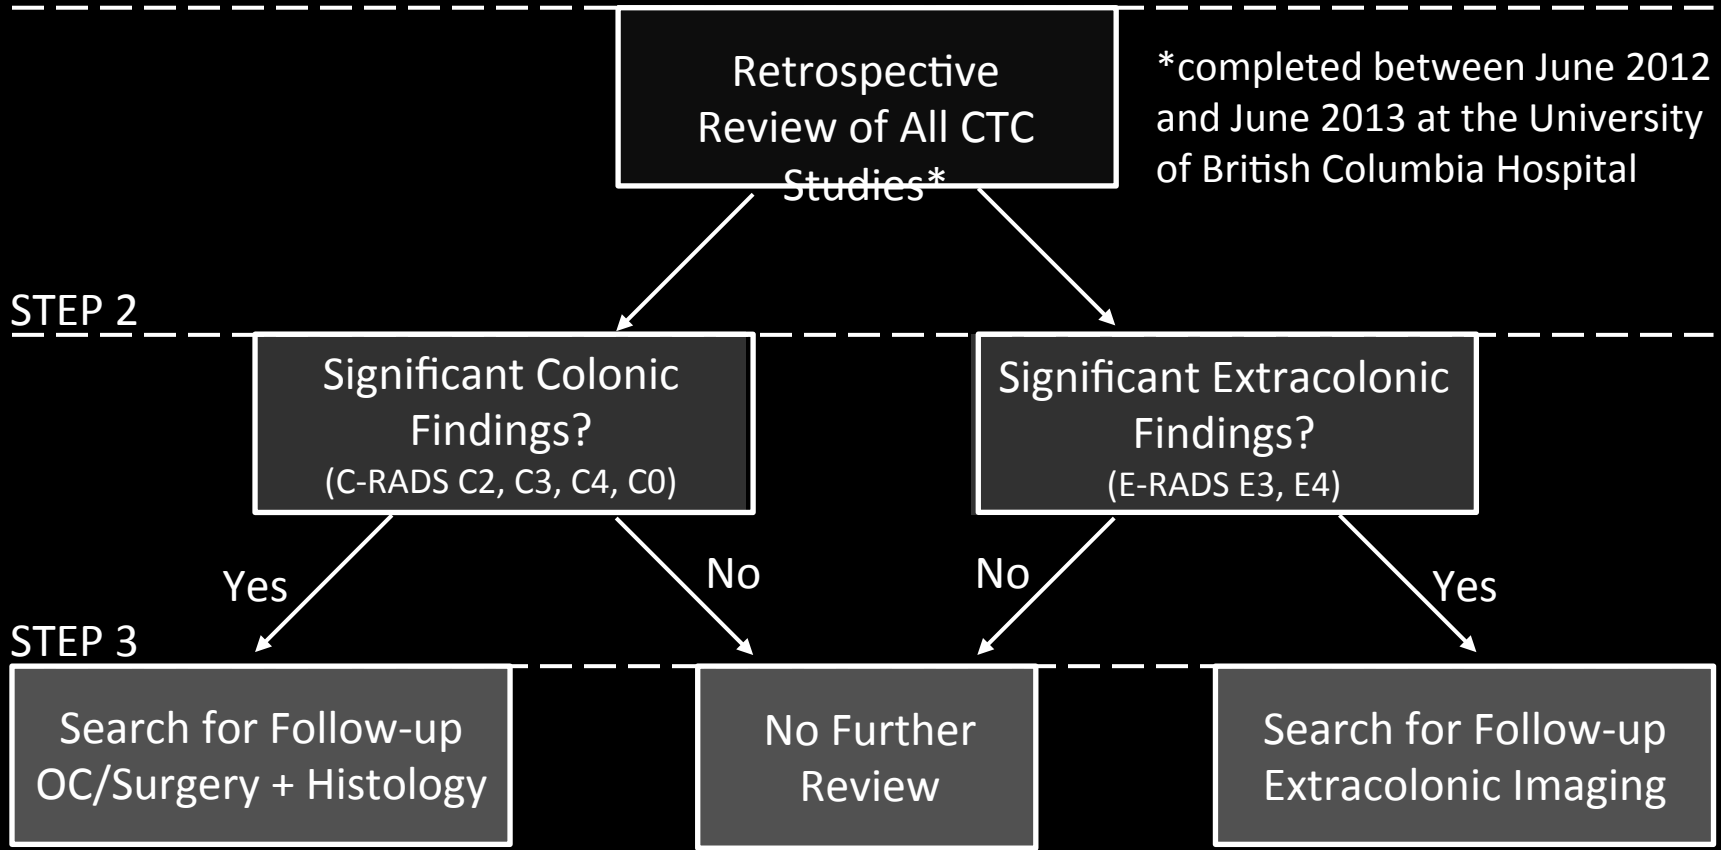 Retrospective
Review of All CTC
Studies*
*completed between June 2012
and June 2013 at the University
of British Columbia Hospital
STEP 2
Significant Colonic
Findings?
(C-RADS C2, C3, C4, C0)
Significant Extracolonic
Findings?
(E-RADS E3, E4)
Yes
No
No
Yes
STEP 3
Search for Follow-up
OC/Surgery + Histology
No Further
Review
Search for Follow-up
Extracolonic Imaging